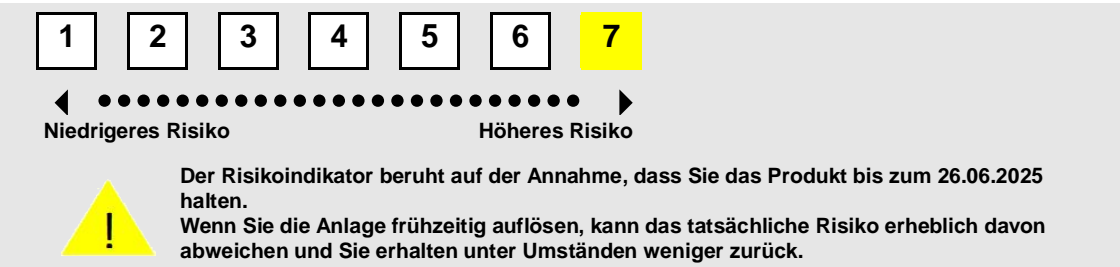 1 2 3 4 5 6 7
Niedrigeres Risiko Höheres Risiko
Der Risikoindikator beruht auf der Annahme, dass Sie das Produkt bis zum 26.06.2025
halten.
Wenn Sie die Anlage frühzeitig auflösen, kann das tatsächliche Risiko erheblich davon
abweichen und Sie erhalten unter Umständen weniger zurück.
!